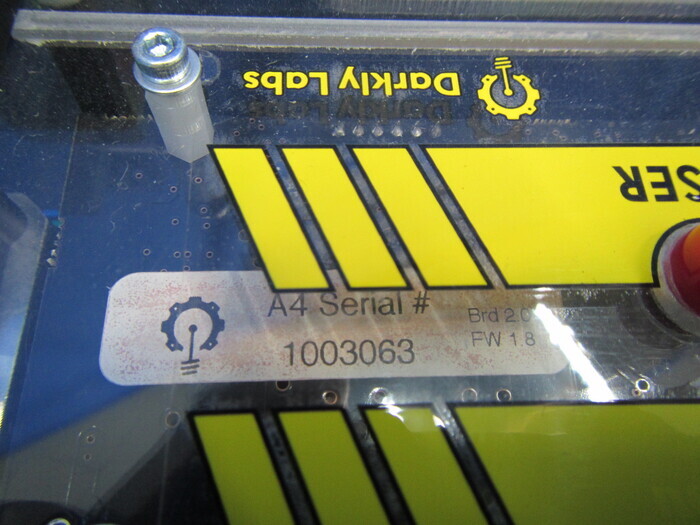 Darkly Labs
SER
A4 Serial #
1003063
Brd 2.0
FW 1.8